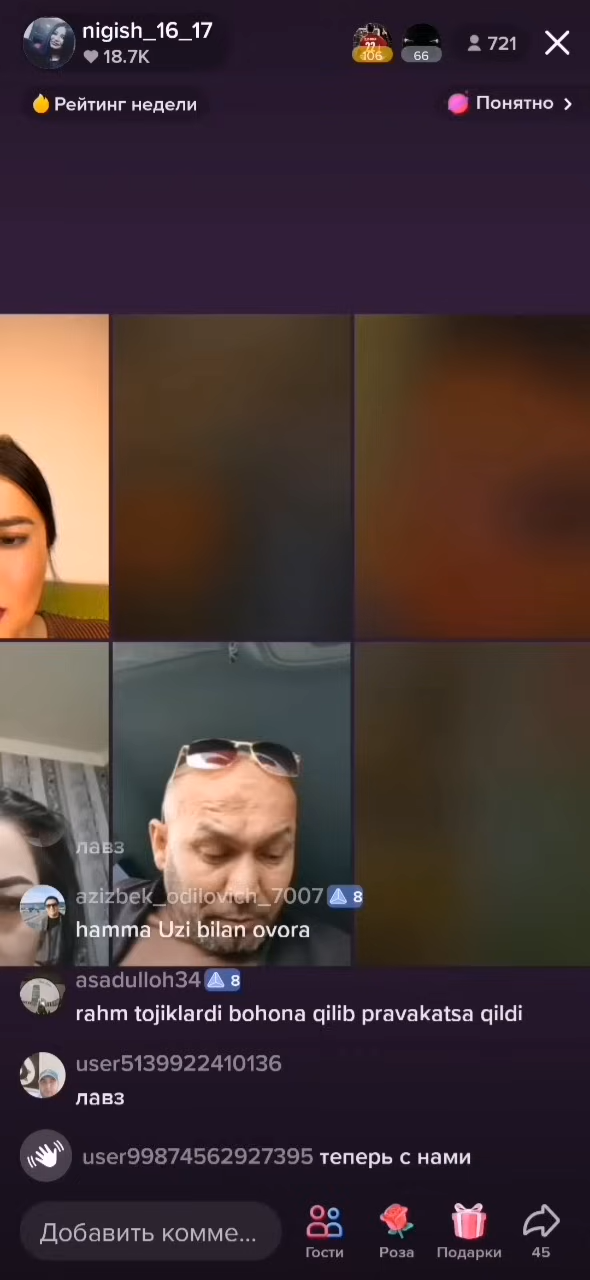 nigish_16_17
18.7K
106
66
721
Рейтинг недели
Понятно
лавз
azizbek_odilovich_7007 8
hamma Uzi bilan ovora
asadulloh34 8
rahm tojiklardi bohona qilib pravakatsa qildi
user5139922410136
лавз
user99874562927395 теперь с нами
Добавить комме...
Гости
Роза
Подарки
45